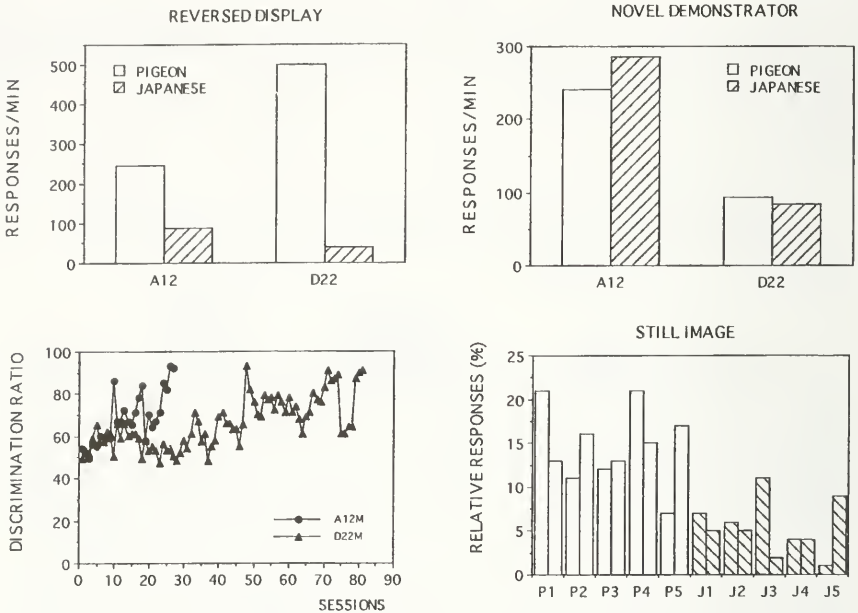 REVERSED DISPLAY
RESPONSES/MIN
500
400
300
200
100
0
PIGEON
JAPANESE
A12 D22
NOVEL DEMONSTRATOR
RESPONSES/MIN
300
200
100
0
PIGEON
JAPANESE
A12 D22
DISCRIMINATION RATIO
100
80
60
40
20
0
A12M
D22M
0 10 20 30 40 50 60 70 80 90
SESSIONS
STILL IMAGE
RELATIVE RESPONSES (%)
25
20
15
10
5
0
P1 P2 P3 P4 P5 J1 J2 J3 J4 J5